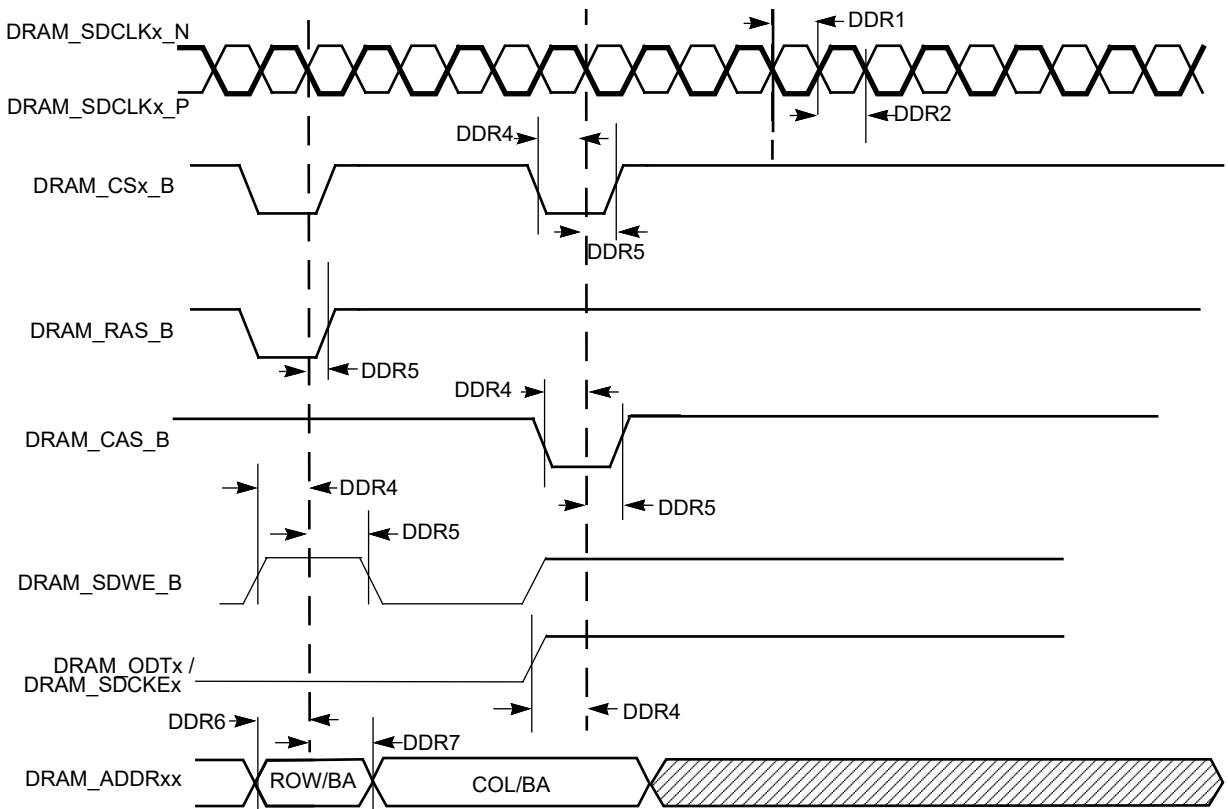 DDR1
DRAM_SDCLKx_N
DRAM_SDCLKx_P
DDR2
DDR4
DRAM_CSx_B
DDR5
DRAM_RAS_B
DDR5
DDR4
DRAM_CAS_B
DDR4
DDR5
DDR5
DRAM_SDWE_B
DRAM_ODTx /
DRAM_SDCKEx
DDR4
DDR6
DDR7
DRAM_ADDRxx
ROW/BA
COL/BA